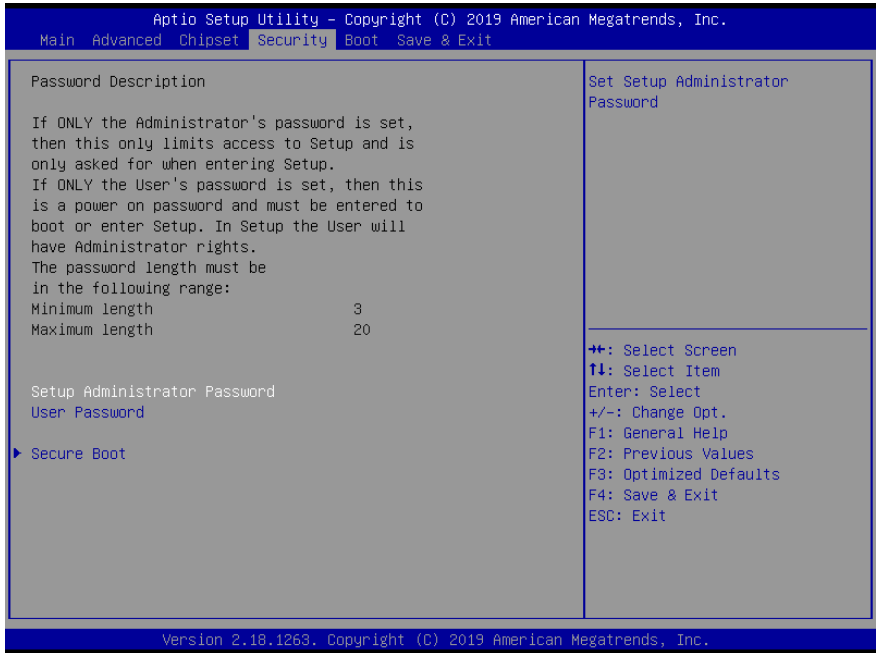 Aptio Setup Utility – Copyright (C) 2019 American Megatrends, Inc.
Main Advanced Chipset Security Boot Save & Exit
Password Description
If ONLY the Administrator's password is set,
then this only limits access to Setup and is
only asked for when entering Setup.
If ONLY the User's password is set, then this
is a power on password and must be entered to
boot or enter Setup. In Setup the User will
have Administrator rights.
The password length must be
in the following range:
Minimum length 3
Maximum length 20
Setup Administrator Password
User Password
Secure Boot
Set Setup Administrator
Password
→←: Select Screen
↑↓: Select Item
Enter: Select
+/-: Change Opt.
F1: General Help
F2: Previous Values
F3: Optimized Defaults
F4: Save & Exit
ESC: Exit
Version 2.18.1263. Copyright (C) 2019 American Megatrends, Inc.